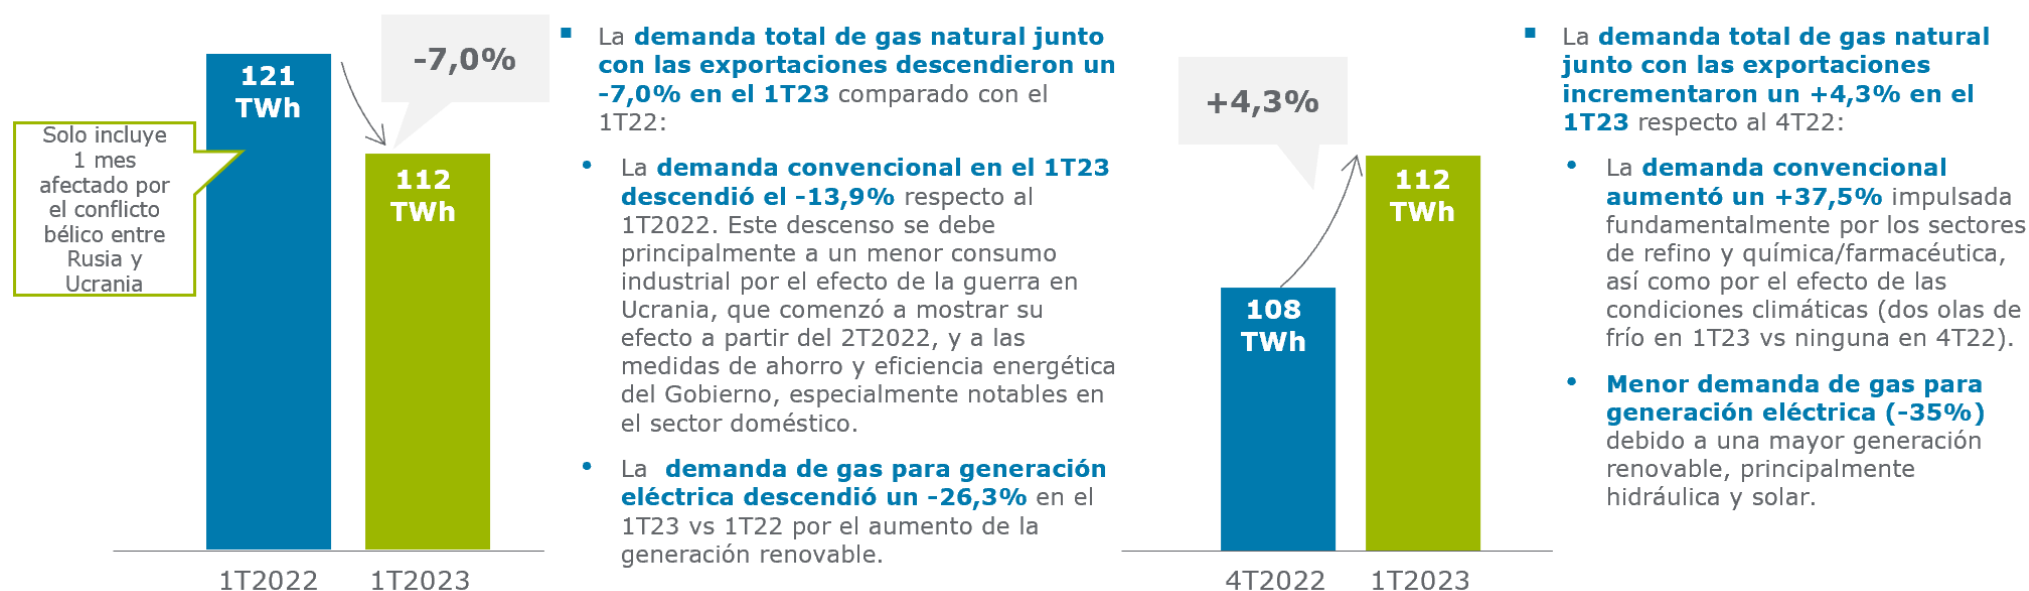 121
TWh
-7,0%
Solo incluye
1 mes
afectado por
el conflicto
bélico entre
Rusia y
Ucrania
112
TWh
1T2022
1T2023
▪ La demanda total de gas natural junto
con las exportaciones descendieron un
-7,0% en el 1T23 comparado con el
1T22:
• La demanda convencional en el 1T23
descendió el -13,9% respecto al
1T2022. Este descenso se debe
principalmente a un menor consumo
industrial por el efecto de la guerra en
Ucrania, que comenzó a mostrar su
efecto a partir del 2T2022, y a las
medidas de ahorro y eficiencia energética
del Gobierno, especialmente notables en
el sector doméstico.
• La demanda de gas para generación
eléctrica descendió un -26,3% en el
1T23 vs 1T22 por el aumento de la
generación renovable.
+4,3%
108
TWh
112
TWh
4T2022
1T2023
▪ La demanda total de gas natural
junto con las exportaciones
incrementaron un +4,3% en el
1T23 respecto al 4T22:
• La demanda convencional
aumentó un +37,5% impulsada
fundamentalmente por los sectores
de refino y química/farmacéutica,
así como por el efecto de las
condiciones climáticas (dos olas de
frío en 1T23 vs ninguna en 4T22).
• Menor demanda de gas para
generación eléctrica (-35%)
debido a una mayor generación
renovable, principalmente
hidráulica y solar.